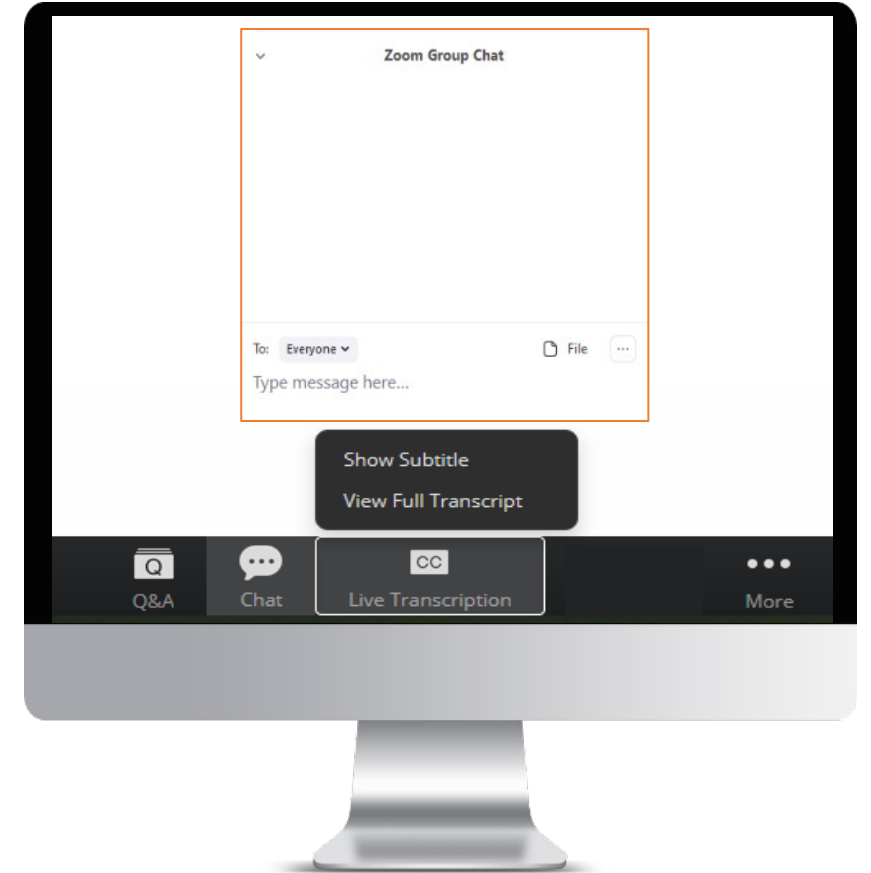 Zoom Group Chat
To: Everyone File
Type message here...
Show Subtitle
View Full Transcript
Q CC
Q&A Chat Live Transcription More